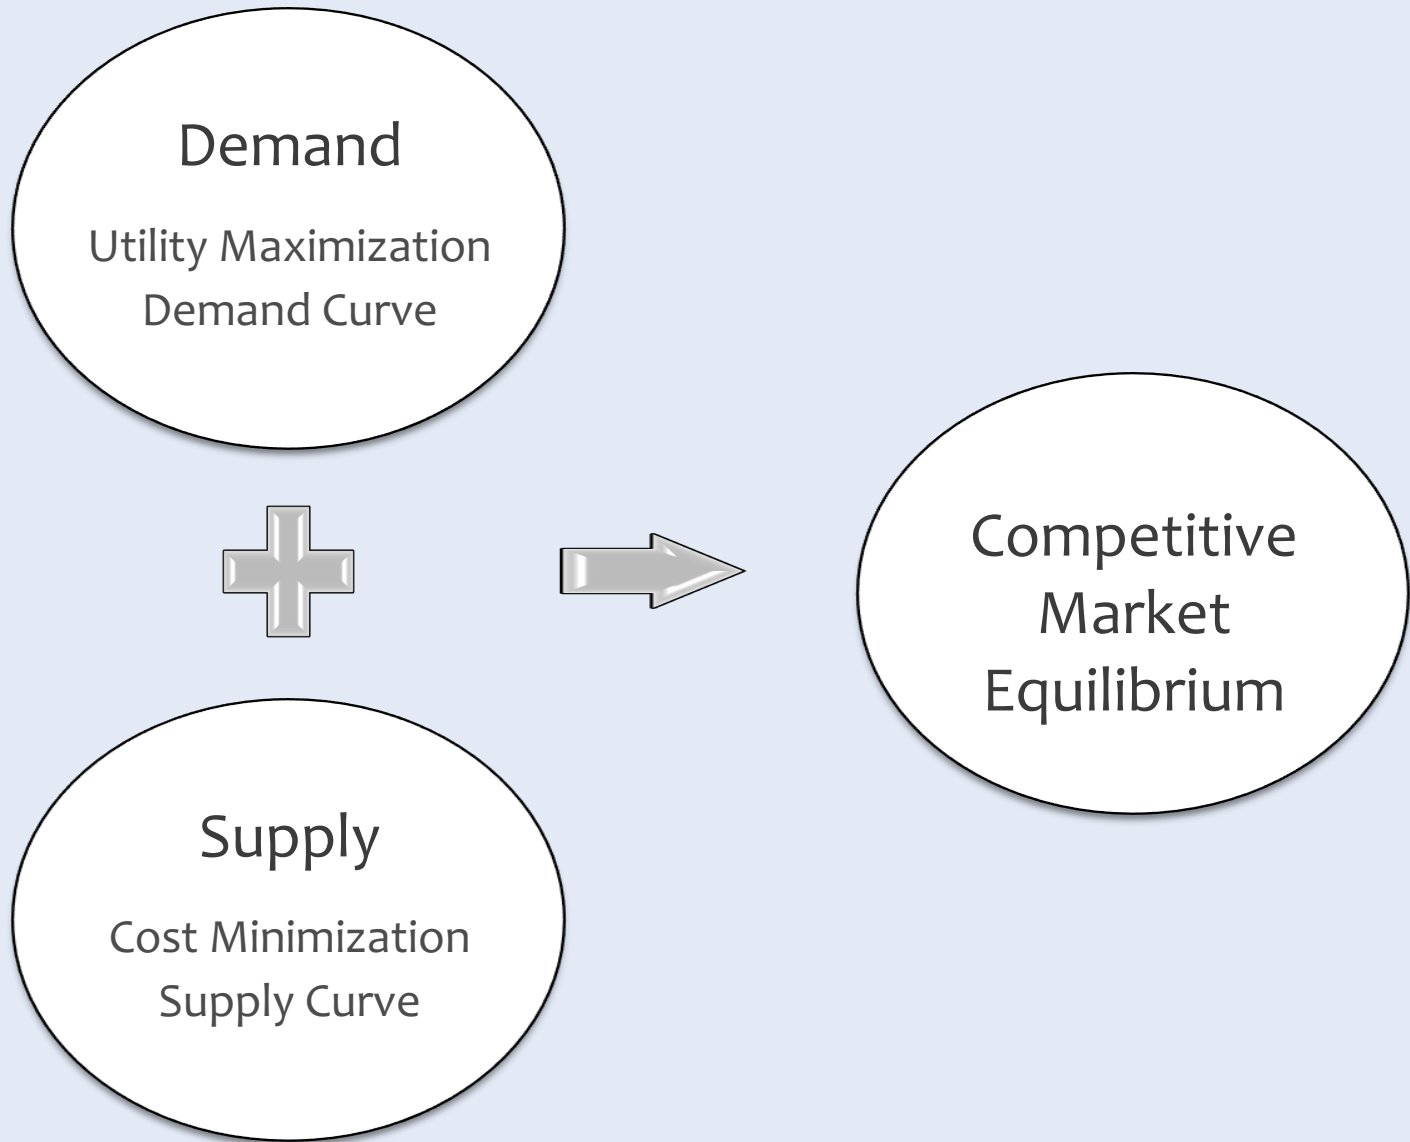 Demand
Utility Maximization
Demand Curve
Supply
Cost Minimization
Supply Curve
Competitive
Market
Equilibrium